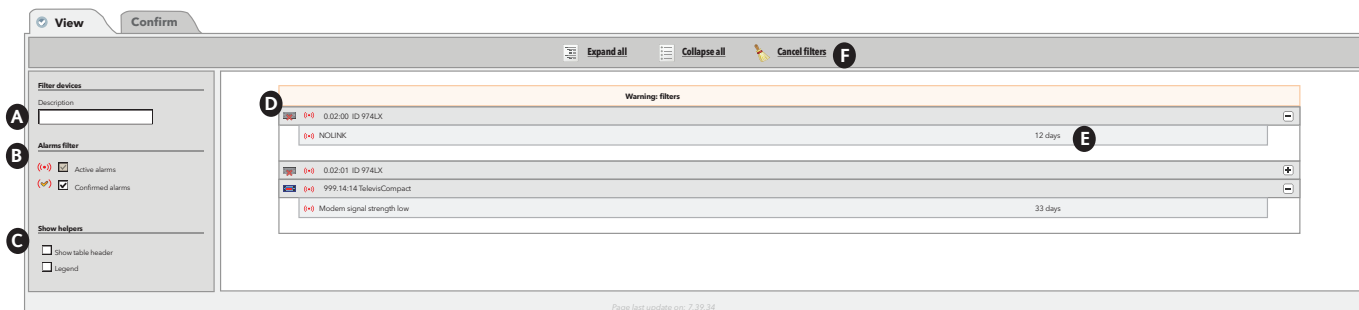 View Confirm
Expand all Collapse all Cancel filters F
Filter devices
Description
A
B
Alarms filter
Active alarms
Confirmed alarms
C
Show helpers
Show table header
Legend
Warning: filters
D
0.02:00 ID 974LX
NOLINK 12 days E
0.02:01 ID 974LX
999.14:14 TelevisCompact
Modem signal strength low 33 days
Page last update on: 7.39.34